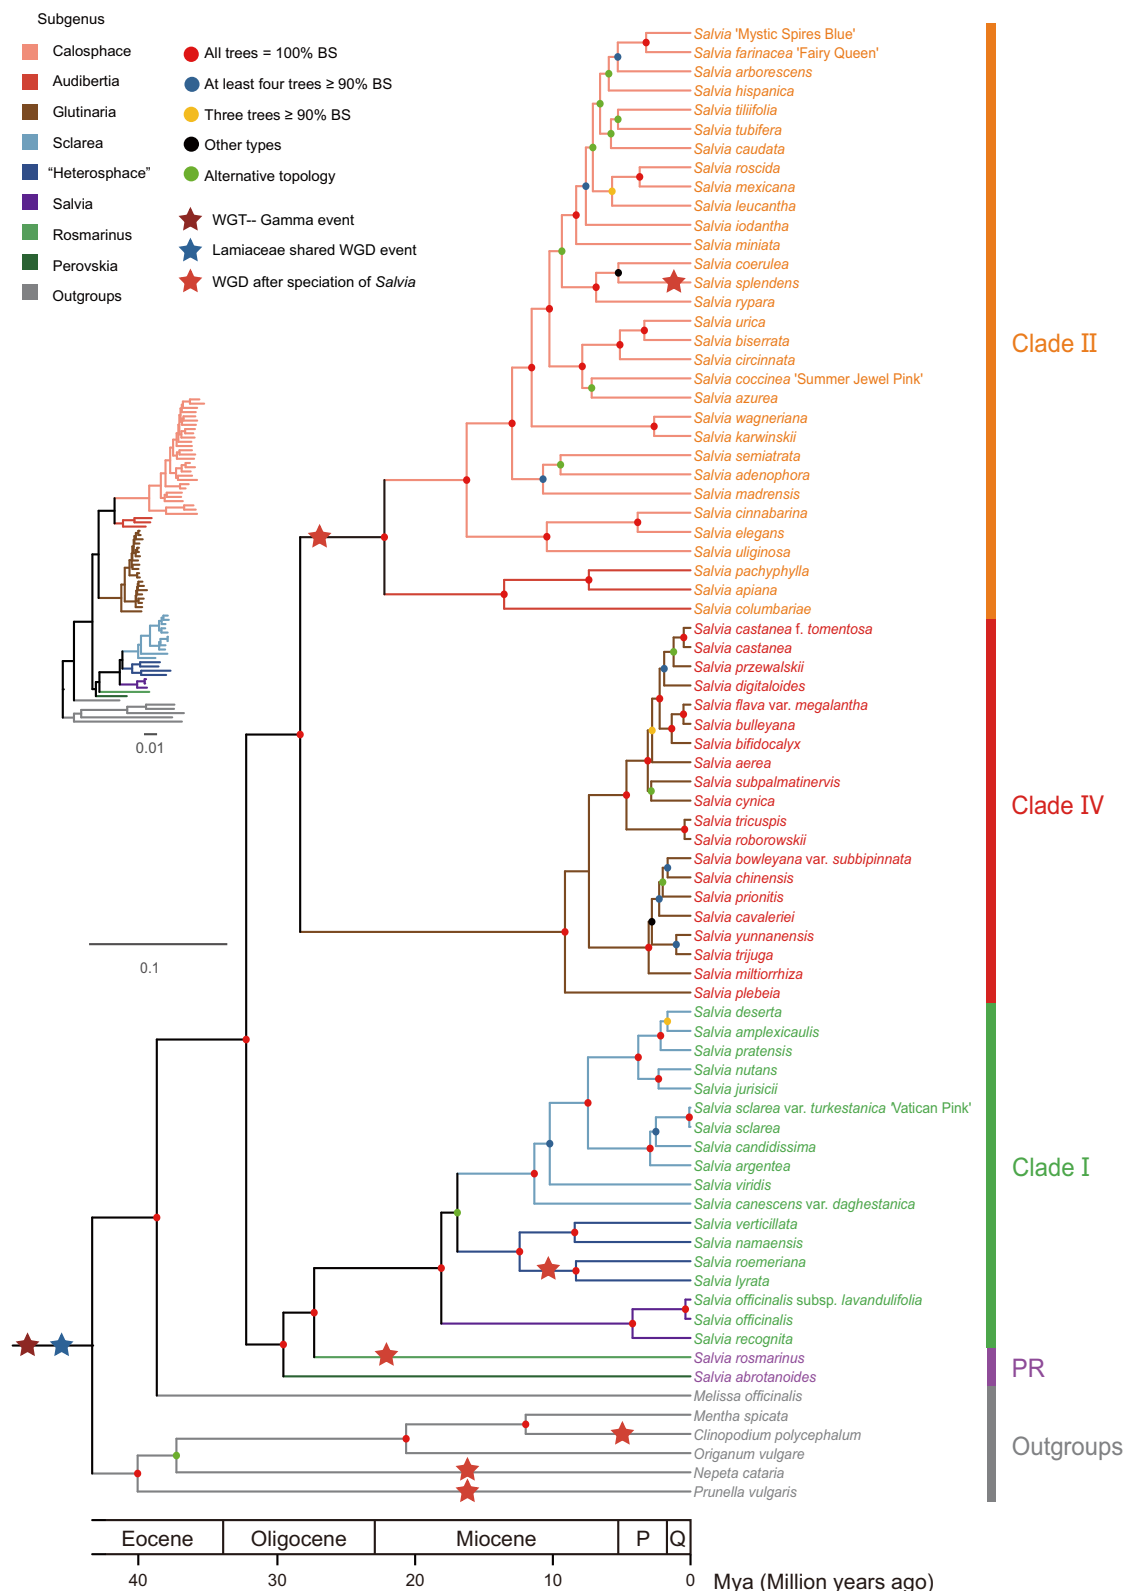 Subgenus
Calosphace
Audibertia
Glutinaria
Sclarea
“Heterosphace”
Salvia
Rosmarinus
Perovskia
Outgroups
All trees = 100% BS
At least four trees ≥ 90% BS
Three trees ≥ 90% BS
Other types
Alternative topology
WGT-- Gamma event
Lamiaceae shared WGD event
WGD after speciation of Salvia
0.01
0.1
Salvia 'Mystic Spires Blue'
Salvia farinacea 'Fairy Queen'
Salvia arborescens
Salvia hispanica
Salvia tiliifolia
Salvia tubifera
Salvia caudata
Salvia roscida
Salvia mexicana
Salvia leucantha
Salvia iodantha
Salvia miniata
Salvia coerulea
Salvia splendens
Salvia rypara
Salvia urica
Salvia biserrata
Salvia circinnata
Salvia coccinea 'Summer Jewel Pink'
Salvia azurea
Salvia wagneriana
Salvia karwinskii
Salvia semiatrata
Salvia adenophora
Salvia madrensis
Salvia cinnabarina
Salvia elegans
Salvia uliginosa
Salvia pachyphylla
Salvia apiana
Salvia columbariae
Clade II
Salvia castanea f. tomentosa
Salvia castanea
Salvia przewalskii
Salvia digitaloides
Salvia flava var. megalantha
Salvia bulleyana
Salvia bifidocalyx
Salvia aerea
Salvia subpalmatinervis
Salvia cynica
Salvia tricuspis
Salvia roborowskii
Salvia bowleyana var. subbipinnata
Salvia chinensis
Salvia prionitis
Salvia cavaleriei
Salvia yunnanensis
Salvia trijuga
Salvia miltiorrhiza
Salvia plebeia
Clade IV
Salvia deserta
Salvia amplexicaulis
Salvia pratensis
Salvia nutans
Salvia jurisicii
Salvia sclarea var. turkestanica 'Vatican Pink'
Salvia sclarea
Salvia candidissima
Salvia argentea
Salvia viridis
Salvia canescens var. daghestanica
Salvia verticillata
Salvia namaensis
Salvia roemeriana
Salvia lyrata
Salvia officinalis subsp. lavandulifolia
Salvia officinalis
Salvia recognita
Clade I
Salvia rosmarinus
Salvia abrotanoides
PR
Melissa officinalis
Mentha spicata
Clinopodium polycephalum
Origanum vulgare
Nepeta cataria
Prunella vulgaris
Outgroups
Eocene Oligocene Miocene P Q
40 30 20 10 0 Mya (Million years ago)